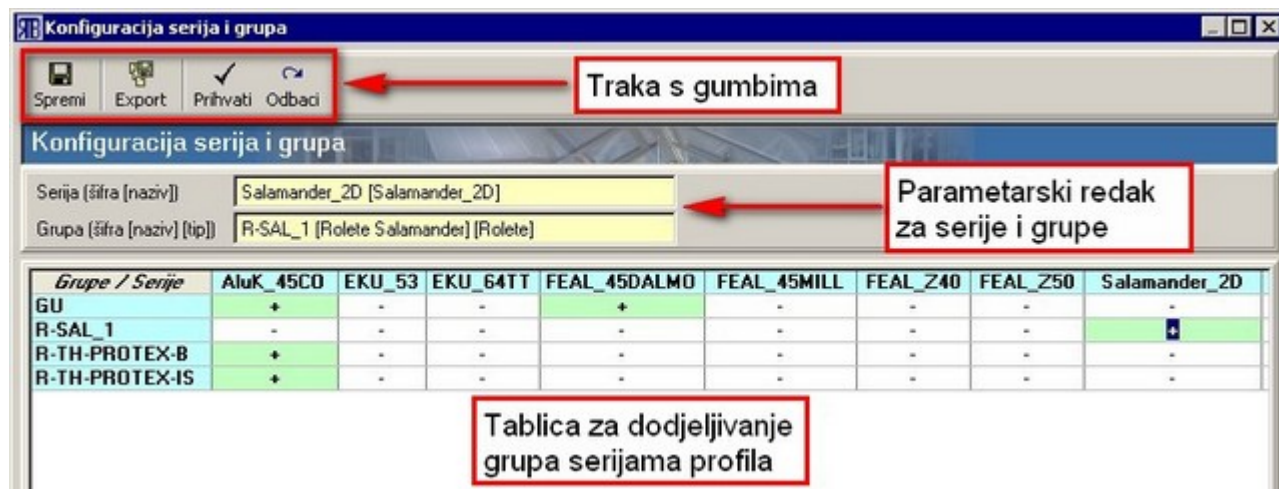 Konfiguracija serija i grupa
Spremi Export Prihvati Odbaci
Traka s gumbima
Konfiguracija serija i grupa
Serija (šifra [naziv]) Salamander_2D [Salamander_2D]
Grupa (šifra [naziv] [tip]) R-SAL_1 [Rolete Salamander] [Rolete]
Parametarski redak
za serije i grupe
Grupe / Serije AluK_45CO EKU_53 EKU_64TT FEAL_45DALMO FEAL_45MILL FEAL_Z40 FEAL_Z50 Salamander_2D
GU + - - + - - - -
R-SAL_1 - - - - - - - +
R-TH-PROTEX-B + - - - - - - -
R-TH-PROTEX-IS + - - - - - - -
Tablica za dodjeljivanje
grupa serijama profila